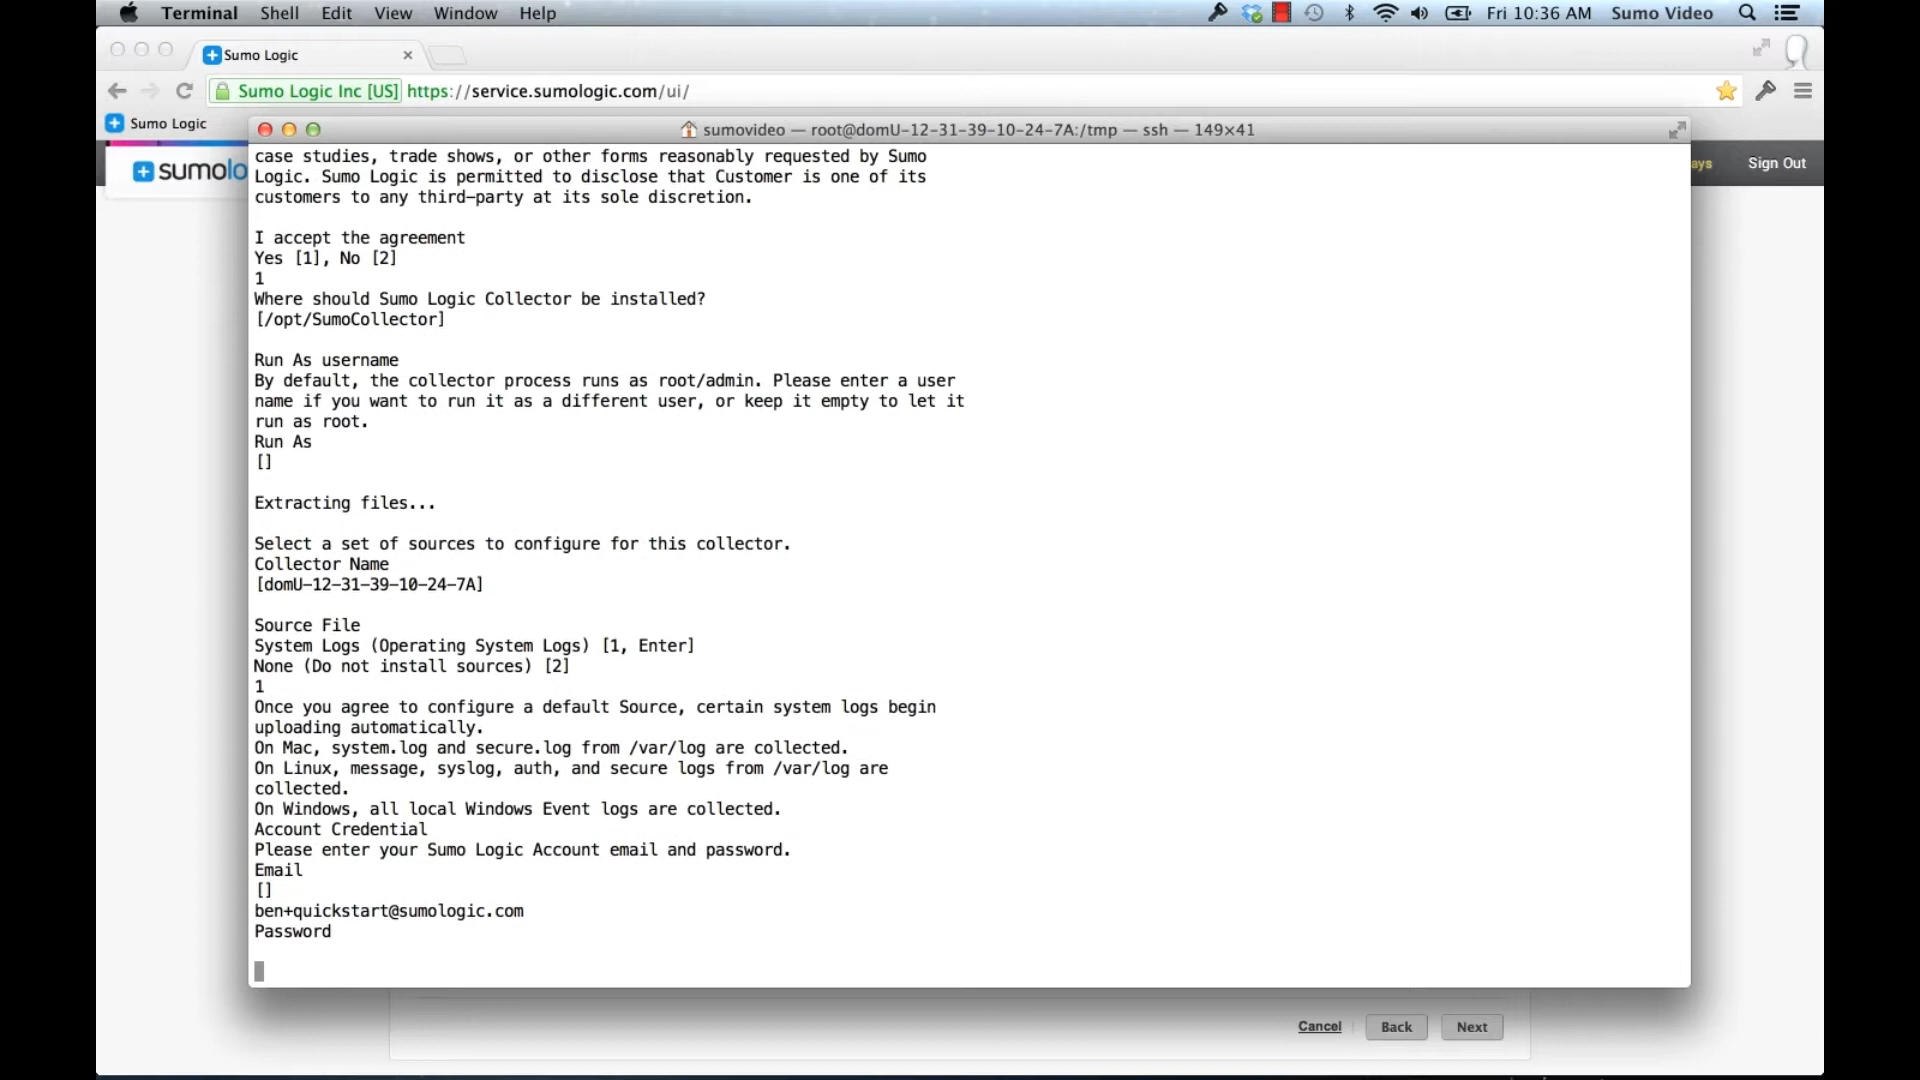 Terminal Shell Edit View Window Help Fri 10:36 AM Sumo Video
Sumo Logic ×
Sumo Logic Inc [US] https://service.sumologic.com/ui/
Sumo Logic
sumovideo — root@domU-12-31-39-10-24-7A:/tmp — ssh — 149×41
sumolo
ays Sign Out
case studies, trade shows, or other forms reasonably requested by Sumo
Logic. Sumo Logic is permitted to disclose that Customer is one of its
customers to any third-party at its sole discretion.
I accept the agreement
Yes [1], No [2]
1
Where should Sumo Logic Collector be installed?
[/opt/SumoCollector]
Run As username
By default, the collector process runs as root/admin. Please enter a user
name if you want to run it as a different user, or keep it empty to let it
run as root.
Run As
[]
Extracting files...
Select a set of sources to configure for this collector.
Collector Name
[domU-12-31-39-10-24-7A]
Source File
System Logs (Operating System Logs) [1, Enter]
None (Do not install sources) [2]
1
Once you agree to configure a default Source, certain system logs begin
uploading automatically.
On Mac, system.log and secure.log from /var/log are collected.
On Linux, message, syslog, auth, and secure logs from /var/log are
collected.
On Windows, all local Windows Event logs are collected.
Account Credential
Please enter your Sumo Logic Account email and password.
Email
[]
ben+quickstart@sumologic.com
Password
Cancel Back Next